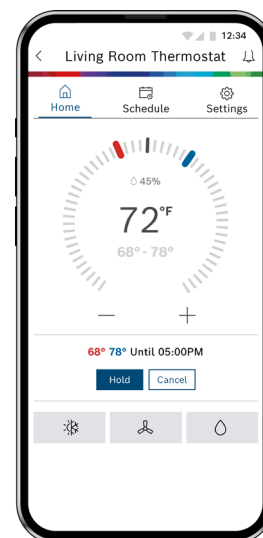 12:34
Living Room Thermostat
Home Schedule Settings
45%
72°F
68° - 78°
68° 78° Until 05:00PM
Hold Cancel